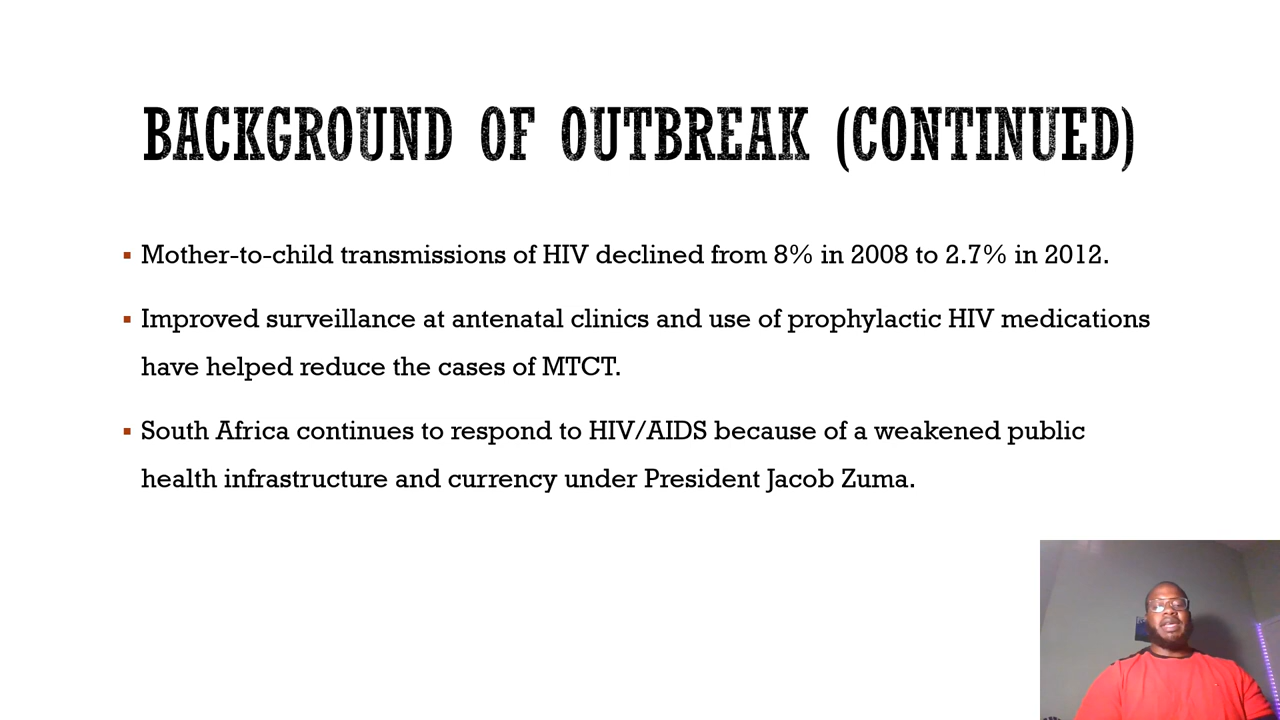 BACKGROUND OF OUTBREAK (CONTINUED)
▪ Mother-to-child transmissions of HIV declined from 8% in 2008 to 2.7% in 2012.
▪ Improved surveillance at antenatal clinics and use of prophylactic HIV medications
have helped reduce the cases of MTCT.
▪ South Africa continues to respond to HIV/AIDS because of a weakened public
health infrastructure and currency under President Jacob Zuma.